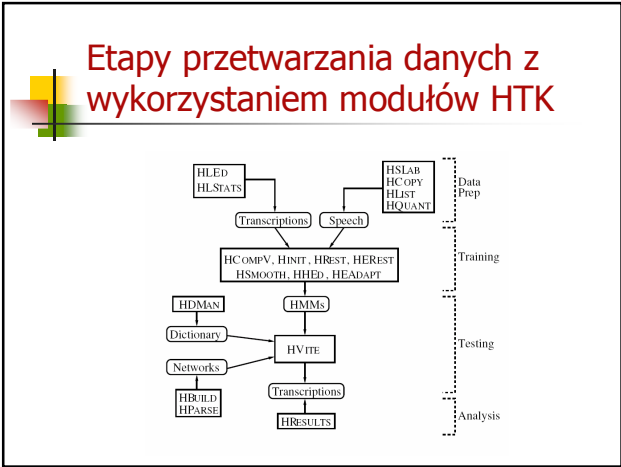 Etapy przetwarzania danych z
wykorzystaniem modułów HTK
HLED
HLSTATS
HSLAB
HCOPY
HLIST
HQUANT
Data
Prep
Transcriptions
Speech
HCOMPV, HINIT, HREST, HEREST
HSMOOTH, HHED, HEADAPT
Training
HDMAN
HMMs
Dictionary
HVITE
Testing
Networks
Transcriptions
HBUILD
HPARSE
HRESULTS
Analysis